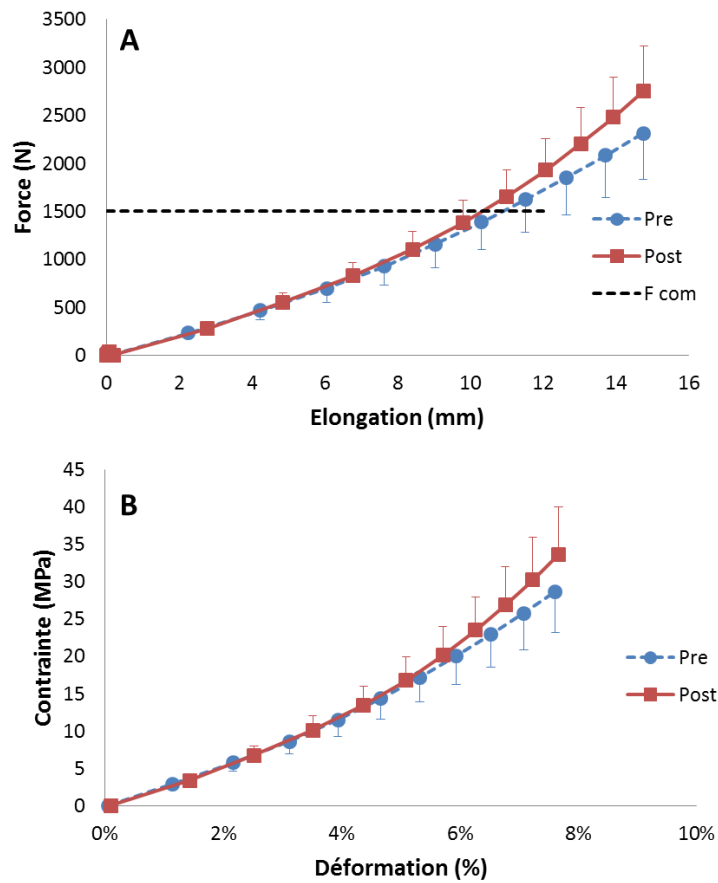 A
3500
3000
2500
2000
1500
1000
500
0
Force (N)
0 2 4 6 8 10 12 14 16
Elongation (mm)
Pre
Post
F com
B
45
40
35
30
25
20
15
10
5
0
Contrainte (MPa)
0% 2% 4% 6% 8% 10%
Déformation (%)
Pre
Post